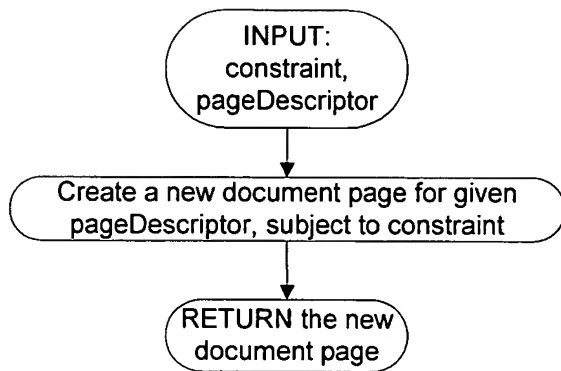 INPUT:
constraint,
pageDescriptor
Create a new document page for given
pageDescriptor, subject to constraint
RETURN the new
document page